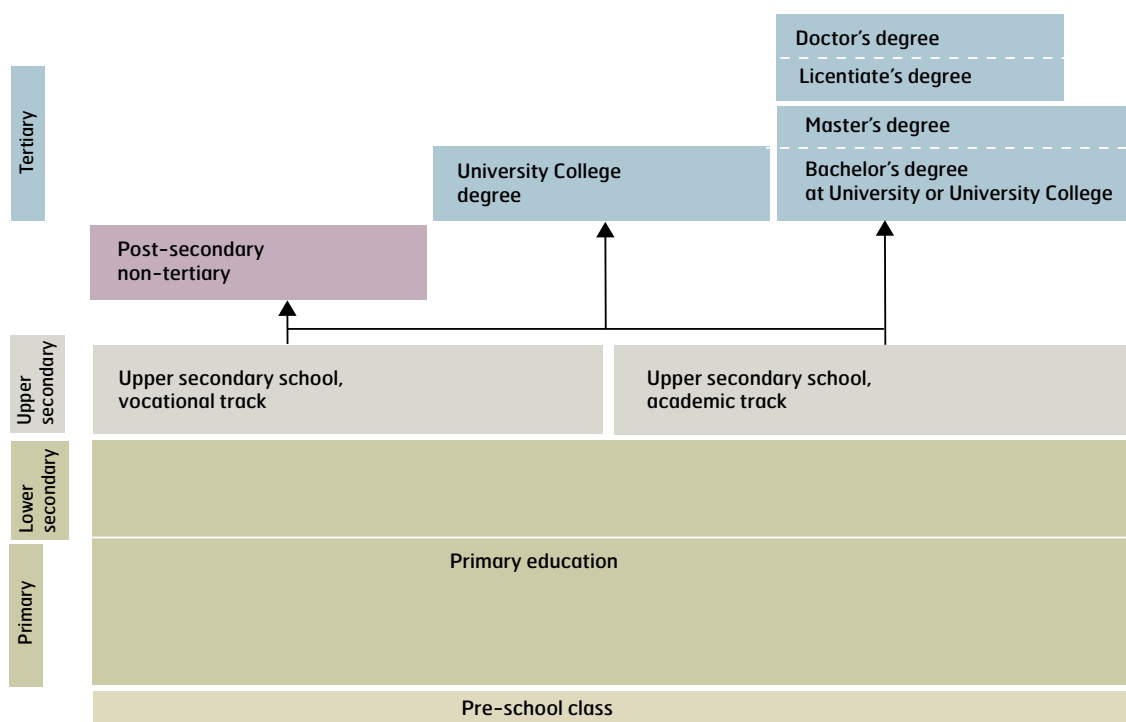 Doctor's degree
Licentiate's degree
Master's degree
Bachelor's degree
at University or University College
Tertiary
University College
degree
Post-secondary
non-tertiary
Upper
secondary
Upper secondary school,
vocational track
Upper secondary school,
academic track
Lower
secondary
Primary
Primary education
Pre-school class